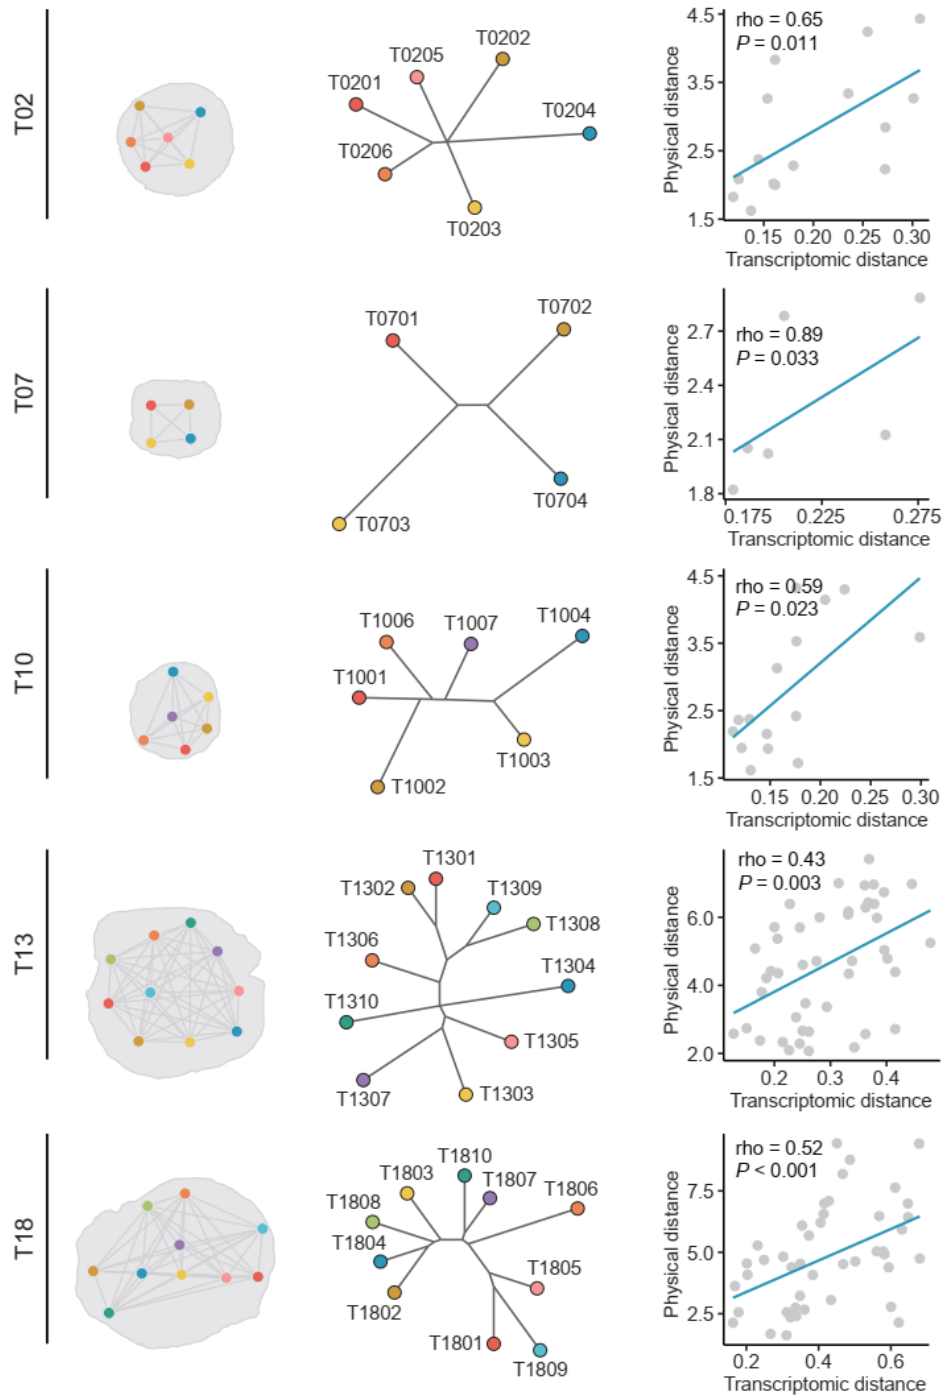 T02
T0201
T0205
T0202
T0204
T0206
T0203
rho = 0.65
P = 0.011
Physical distance
4.5
3.5
2.5
1.5
0.15 0.20 0.25 0.30
Transcriptomic distance
T07
T0701
T0702
T0703
T0704
rho = 0.89
P = 0.033
Physical distance
2.7
2.4
2.1
1.8
0.175 0.225 0.275
Transcriptomic distance
T10
T1006
T1007
T1004
T1001
T1003
T1002
rho = 0.59
P = 0.023
Physical distance
4.5
3.5
2.5
1.5
0.15 0.20 0.25 0.30
Transcriptomic distance
T13
T1301
T1302
T1309
T1308
T1306
T1304
T1310
T1305
T1307
T1303
rho = 0.43
P = 0.003
Physical distance
6.0
4.0
2.0
0.2 0.3 0.4
Transcriptomic distance
T18
T1810
T1803
T1807
T1808
T1806
T1804
T1805
T1802
T1801
T1809
rho = 0.52
P < 0.001
Physical distance
7.5
5.0
2.5
0.2 0.4 0.6
Transcriptomic distance